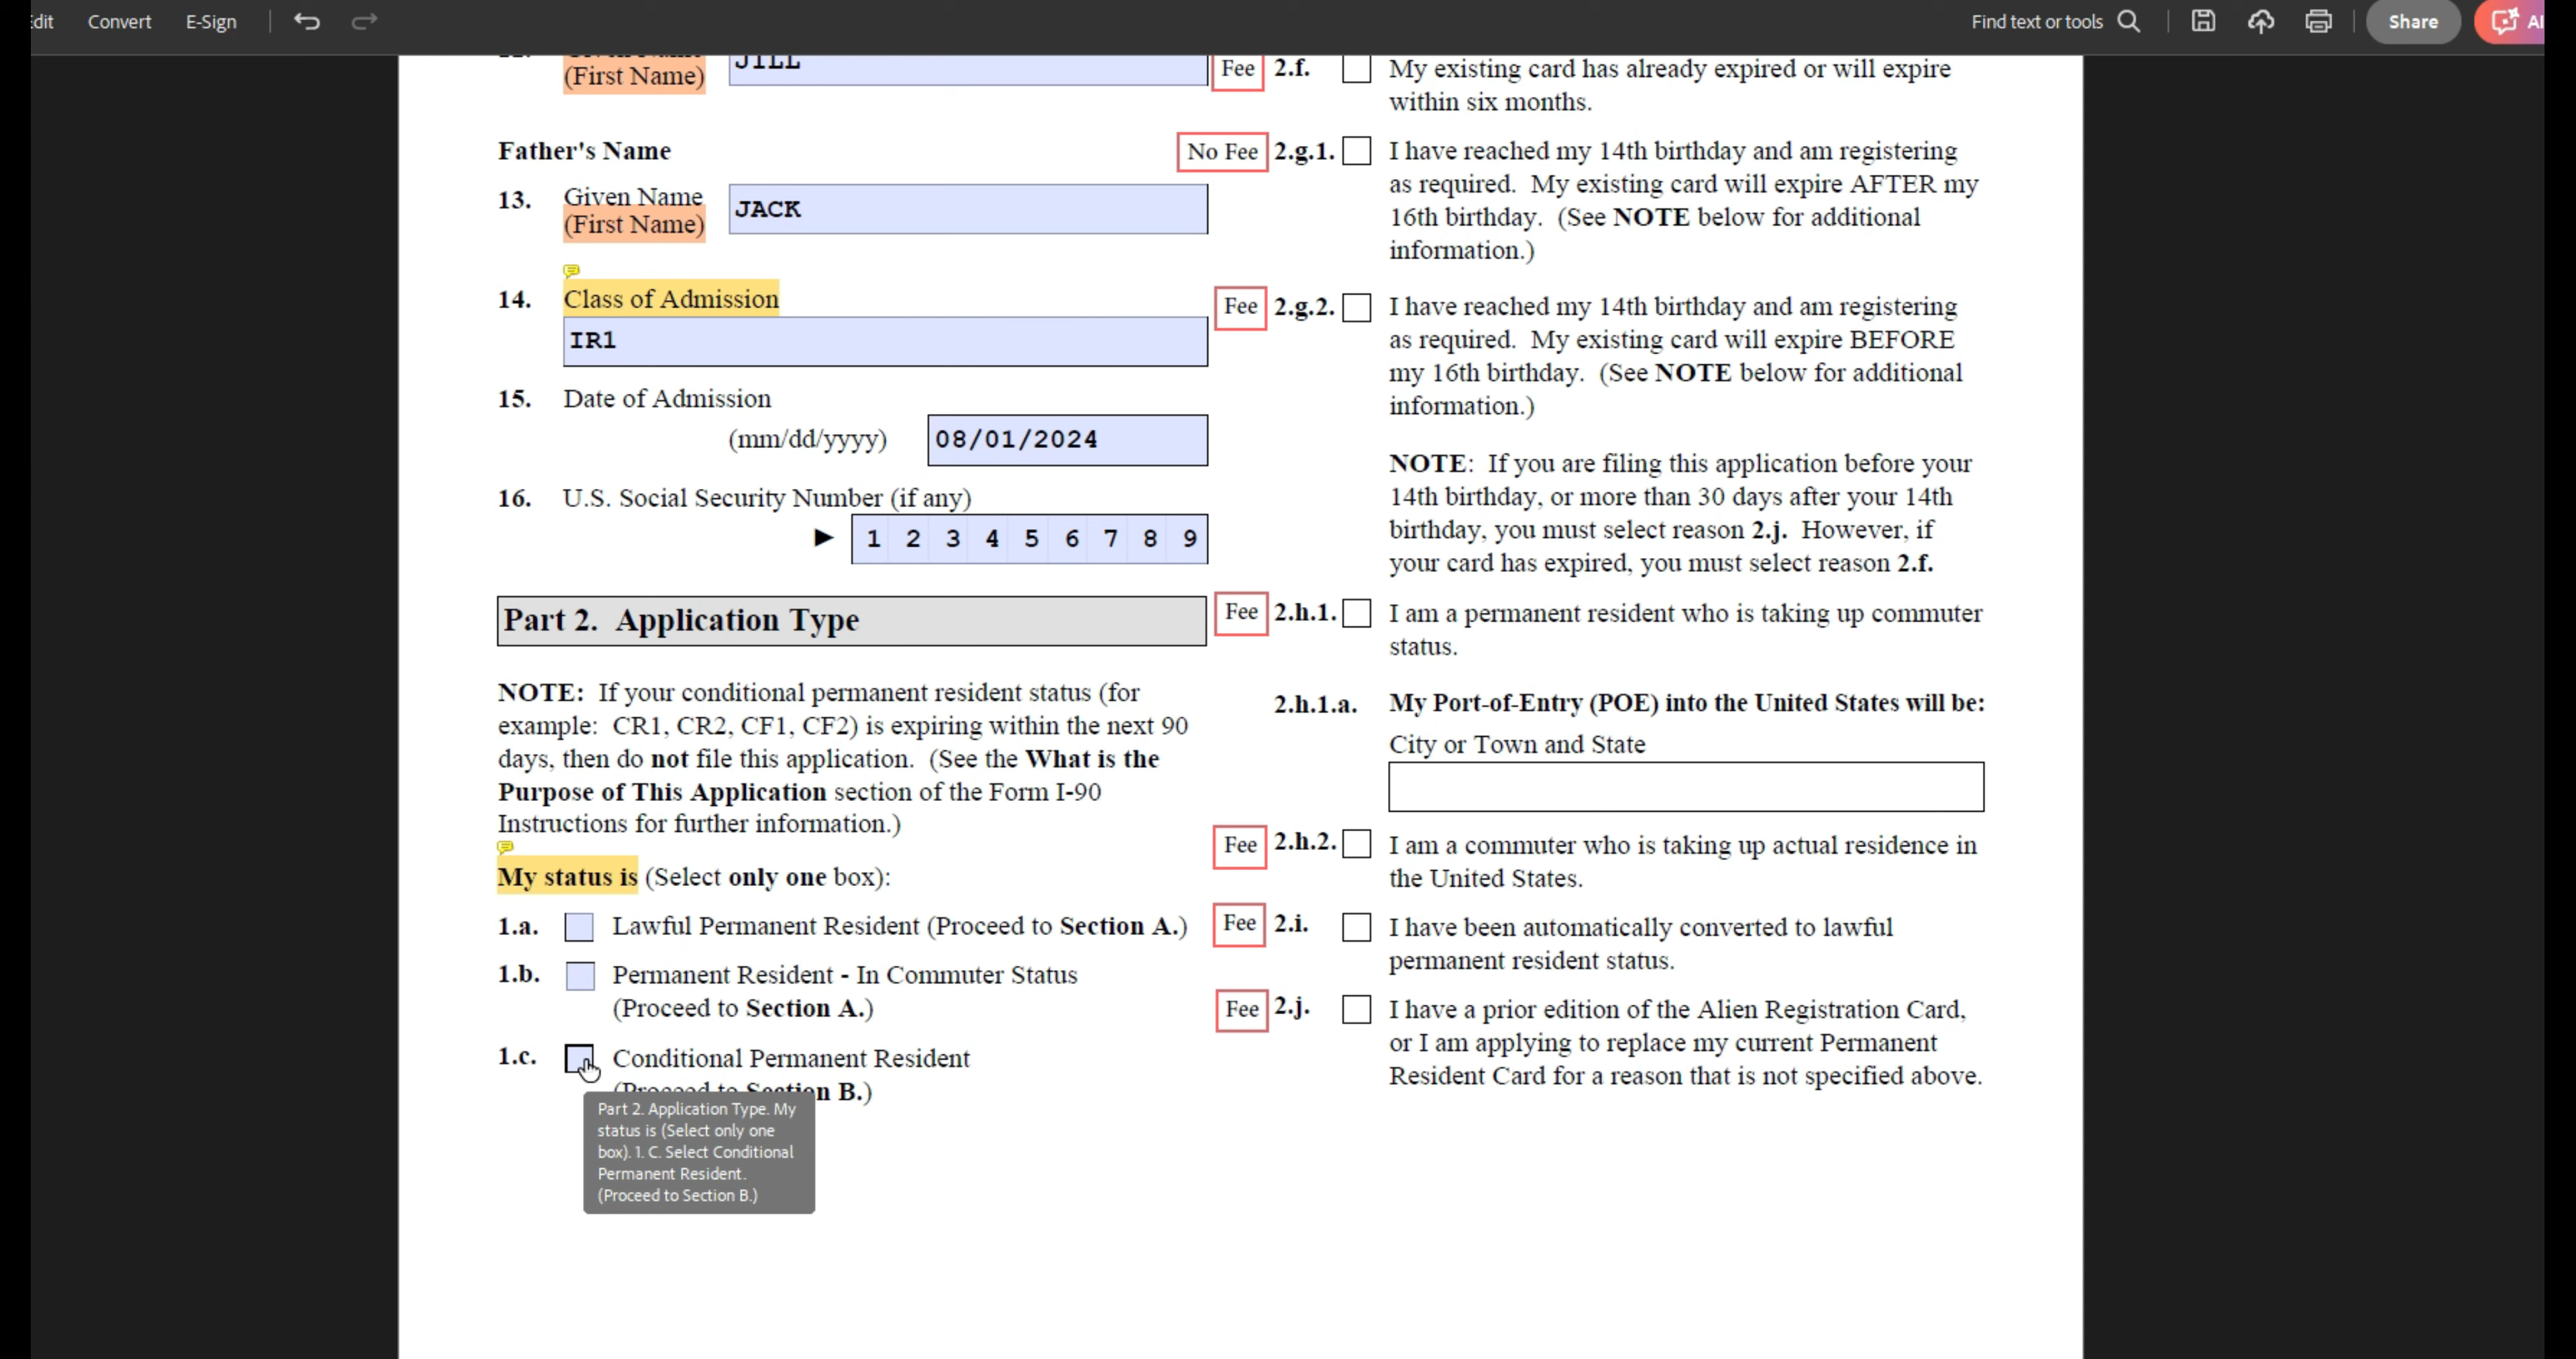 Edit Convert E-Sign Find text or tools Share AI
(First Name) JILL
Father's Name
13. Given Name
(First Name) JACK
14. Class of Admission
IR1
15. Date of Admission
(mm/dd/yyyy) 08/01/2024
16. U.S. Social Security Number (if any)
► 1 2 3 4 5 6 7 8 9
Part 2. Application Type
NOTE: If your conditional permanent resident status (for
example: CR1, CR2, CF1, CF2) is expiring within the next 90
days, then do not file this application. (See the What is the
Purpose of This Application section of the Form I-90
Instructions for further information.)
My status is (Select only one box):
1.a. Lawful Permanent Resident (Proceed to Section A.)
1.b. Permanent Resident - In Commuter Status
(Proceed to Section A.)
1.c. Conditional Permanent Resident
(Proceed to Section B.)
Part 2. Application Type. My
status is (Select only one
box). 1. C. Select Conditional
Permanent Resident.
(Proceed to Section B.)
Fee 2.f. My existing card has already expired or will expire
within six months.
No Fee 2.g.1. I have reached my 14th birthday and am registering
as required. My existing card will expire AFTER my
16th birthday. (See NOTE below for additional
information.)
Fee 2.g.2. I have reached my 14th birthday and am registering
as required. My existing card will expire BEFORE
my 16th birthday. (See NOTE below for additional
information.)
NOTE: If you are filing this application before your
14th birthday, or more than 30 days after your 14th
birthday, you must select reason 2.j. However, if
your card has expired, you must select reason 2.f.
Fee 2.h.1. I am a permanent resident who is taking up commuter
status.
2.h.1.a. My Port-of-Entry (POE) into the United States will be:
City or Town and State
Fee 2.h.2. I am a commuter who is taking up actual residence in
the United States.
Fee 2.i. I have been automatically converted to lawful
permanent resident status.
Fee 2.j. I have a prior edition of the Alien Registration Card,
or I am applying to replace my current Permanent
Resident Card for a reason that is not specified above.